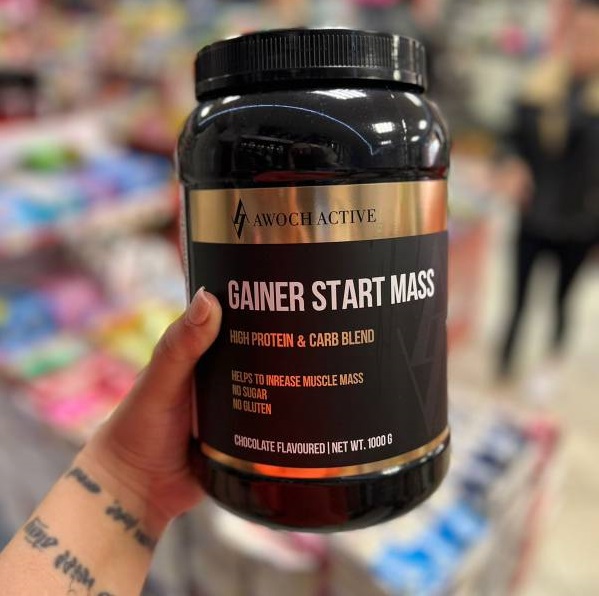 AWOCH ACTIVE
GAINER START MASS
HIGH PROTEIN & CARB BLEND
HELPS TO INREASE MUSCLE MASS
NO SUGAR
NO GLUTEN
CHOCOLATE FLAVOURED | NET WT. 1000 G